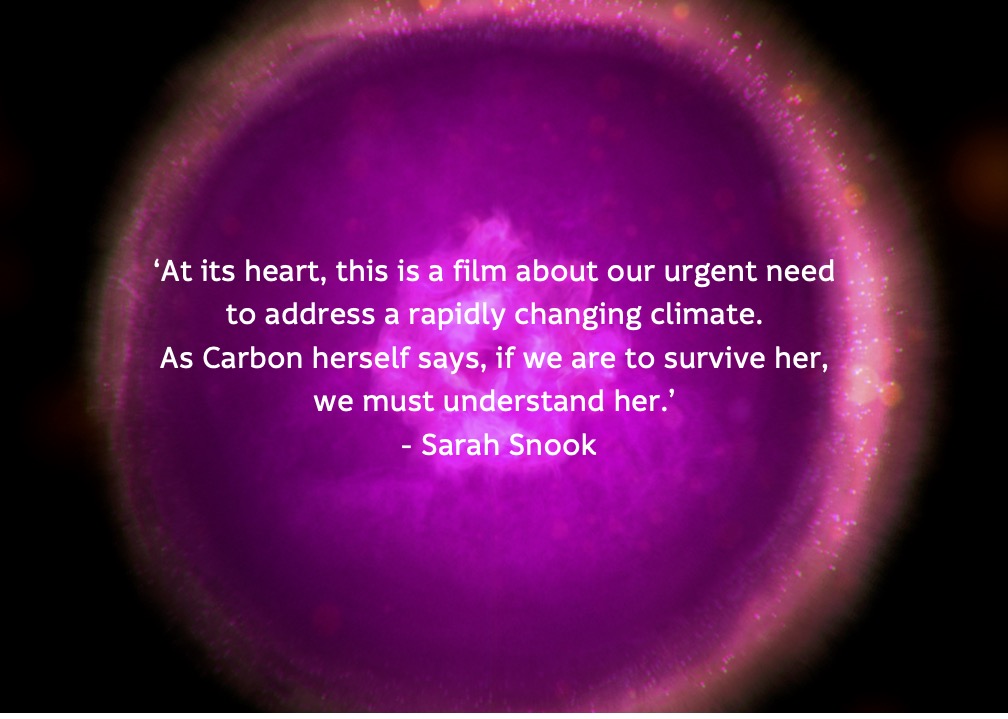 ‘At its heart, this is a film about our urgent need
to address a rapidly changing climate.
As Carbon herself says, if we are to survive her,
we must understand her.’
- Sarah Snook